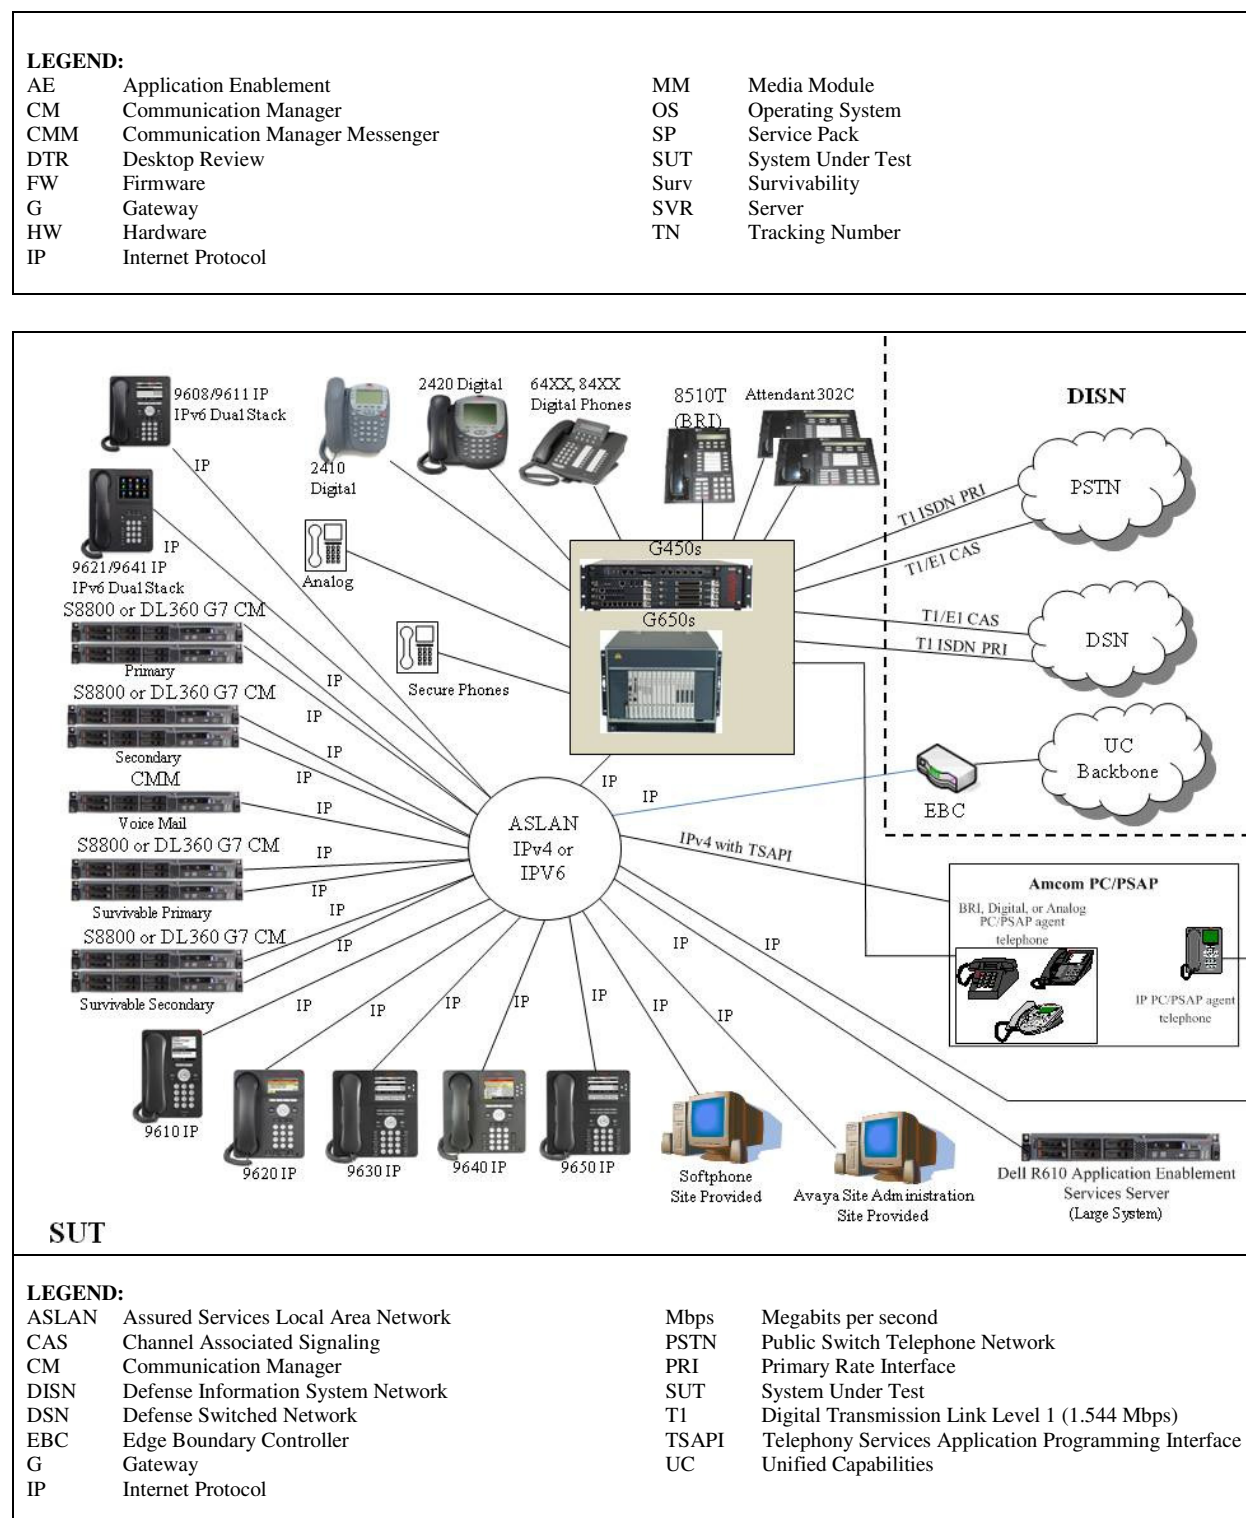 LEGEND:
AE Application Enablement
CM Communication Manager
CMM Communication Manager Messenger
DTR Desktop Review
FW Firmware
G Gateway
HW Hardware
IP Internet Protocol
MM Media Module
OS Operating System
SP Service Pack
SUT System Under Test
Surv Survivability
SVR Server
TN Tracking Number
9608/9611 IP
IPv6 Dual Stack
2410
Digital
2420 Digital
64XX, 84XX
Digital Phones
8510T
(BRI)
Attendant 302C
DISN
IP
IP
9621/9641 IP
IPv6 Dual Stack
Analog
Secure Phones
G450s
G650s
T1 ISDN PRI
T1/E1 CAS
PSTN
T1/E1 CAS
T1 ISDN PRI
DSN
UC
Backbone
EBC
S8800 or DL360 G7 CM
Primary
IP
S8800 or DL360 G7 CM
IP
Secondary
IP
CMM
IP
Voice Mail
IP
S8800 or DL360 G7 CM
IP
IP
Survivable Primary
IP
S8800 or DL360 G7 CM
IP
Survivable Secondary
ASLAN
IPv4 or
IPV6
IP
IP
IPv4 with TSAPI
Amcom PC/PSAP
BRI, Digital, or Analog
PC/PSAP agent
telephone
IP PC/PSAP agent
telephone
IP
IP
IP
IP
IP
IP
IP
IP
IP
9610 IP
9620 IP
9630 IP
9640 IP
9650 IP
Softphone
Site Provided
Avaya Site Administration
Site Provided
Dell R610 Application Enablement
Services Server
(Large System)
SUT
LEGEND:
ASLAN Assured Services Local Area Network
CAS Channel Associated Signaling
CM Communication Manager
DISN Defense Information System Network
DSN Defense Switched Network
EBC Edge Boundary Controller
G Gateway
IP Internet Protocol
Mbps Megabits per second
PSTN Public Switch Telephone Network
PRI Primary Rate Interface
SUT System Under Test
T1 Digital Transmission Link Level 1 (1.544 Mbps)
TSAPI Telephony Services Application Programming Interface
UC Unified Capabilities